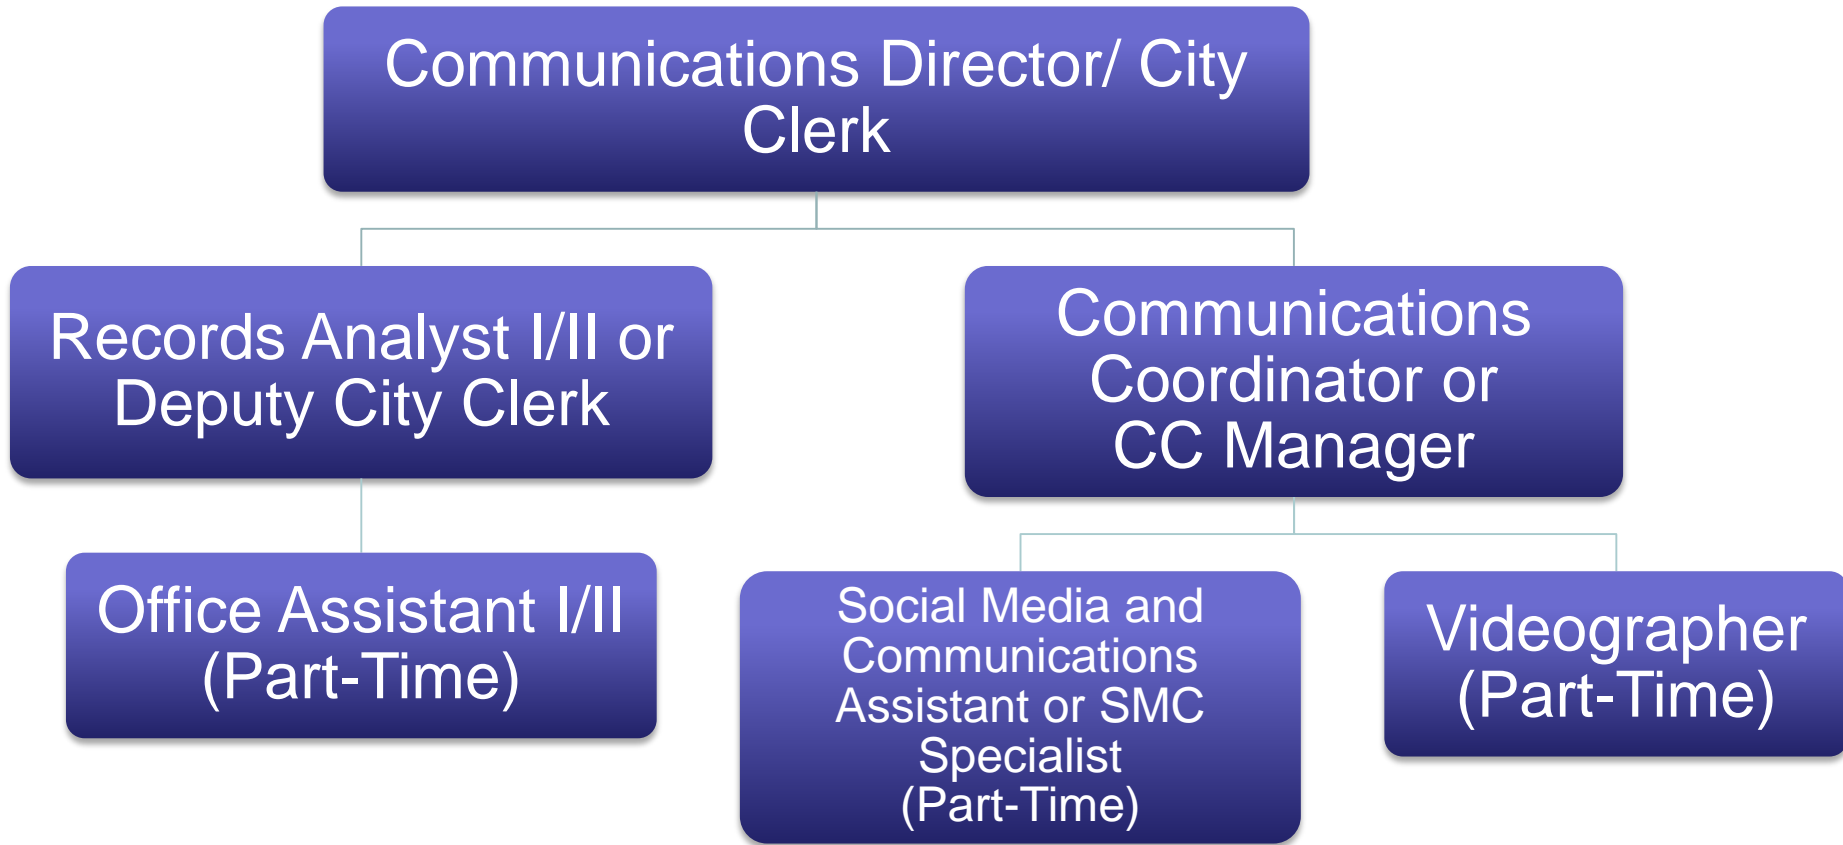 Communications Director/ City
Clerk
Records Analyst I/II or
Deputy City Clerk
Communications
Coordinator or
CC Manager
Office Assistant I/II
(Part-Time)
Social Media and
Communications
Assistant or SMC
Specialist
(Part-Time)
Videographer
(Part-Time)